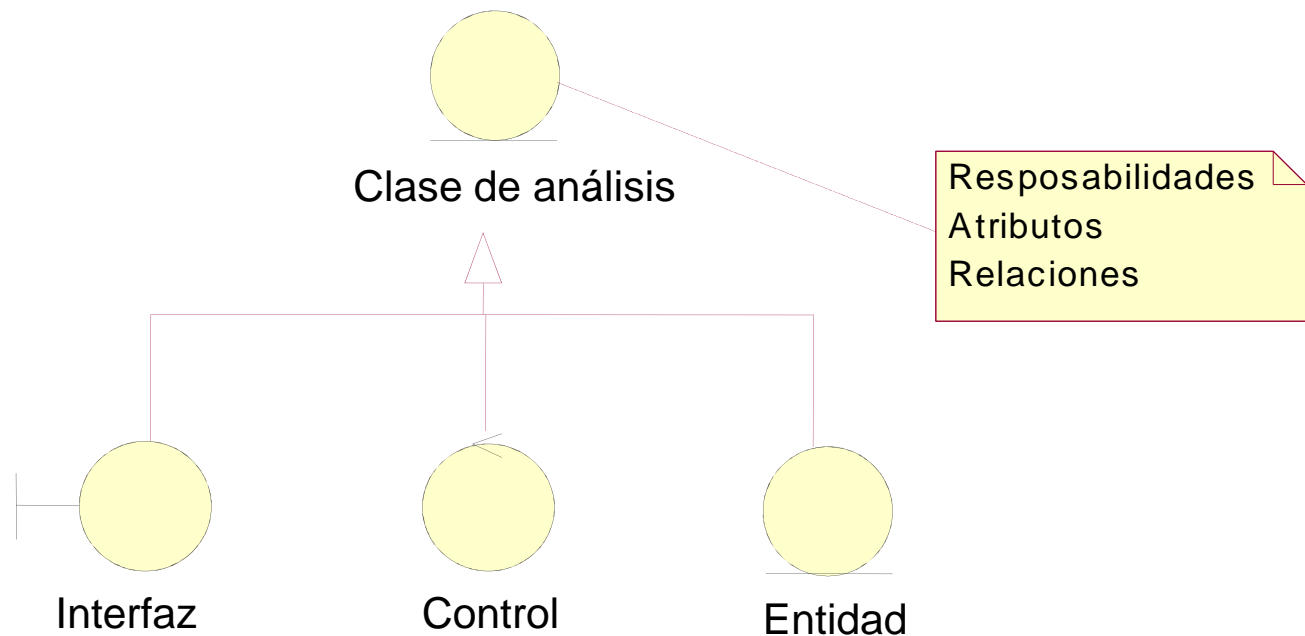 Clase de análisis
Resposabilidades
Atributos
Relaciones
Interfaz
Control
Entidad